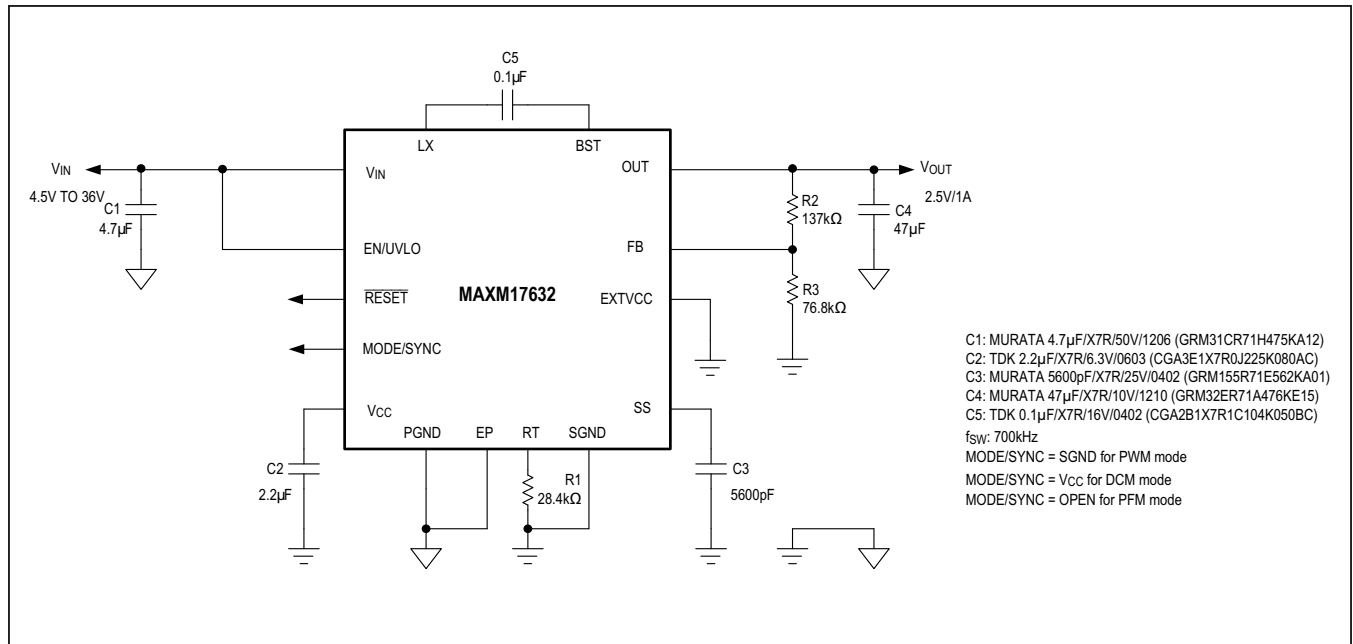 C5
0.1µF
LX
BST
VIN
4.5V TO 36V
C1
4.7µF
VIN
OUT
VOUT
2.5V/1A
R2
137kΩ
C4
47µF
EN/UVLO
FB
RESET
MAXM17632
EXTVCC
R3
76.8kΩ
MODE/SYNC
VCC
SS
PGND
EP
RT
SGND
C2
2.2µF
R1
28.4kΩ
C3
5600pF
C1: MURATA 4.7µF/X7R/50V/1206 (GRM31CR71H475KA12)
C2: TDK 2.2µF/X7R/6.3V/0603 (CGA3E1X7R0J225K080AC)
C3: MURATA 5600pF/X7R/25V/0402 (GRM155R71E562KA01)
C4: MURATA 47µF/X7R/10V/1210 (GRM32ER71A476KE15)
C5: TDK 0.1µF/X7R/16V/0402 (CGA2B1X7R1C104K050BC)
fSW: 700kHz
MODE/SYNC = SGND for PWM mode
MODE/SYNC = VCC for DCM mode
MODE/SYNC = OPEN for PFM mode